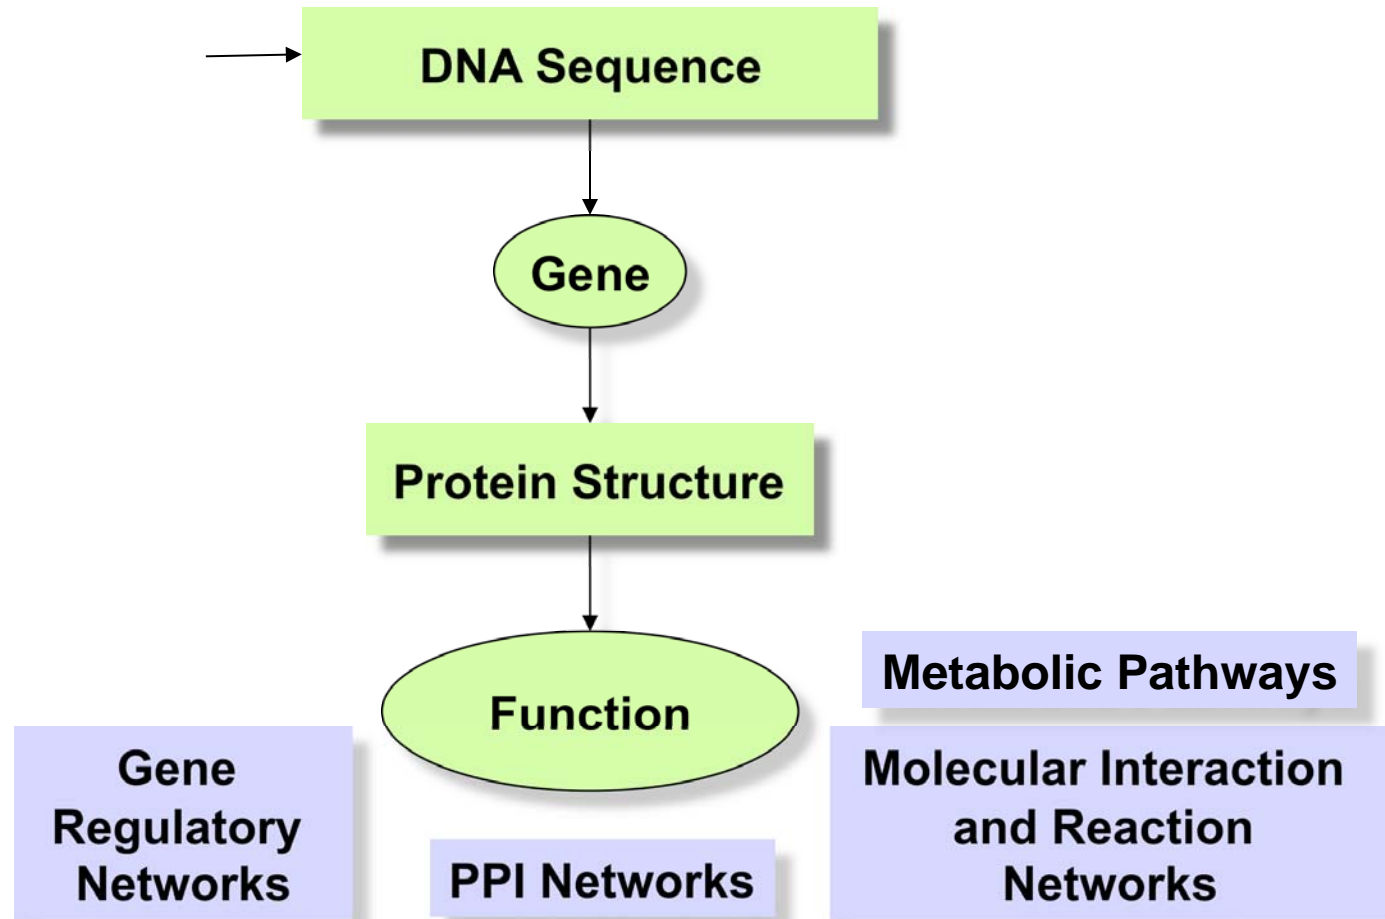 DNA Sequence
Gene
Protein Structure
Function
Metabolic Pathways
Gene
Regulatory
Networks
PPI Networks
Molecular Interaction
and Reaction
Networks